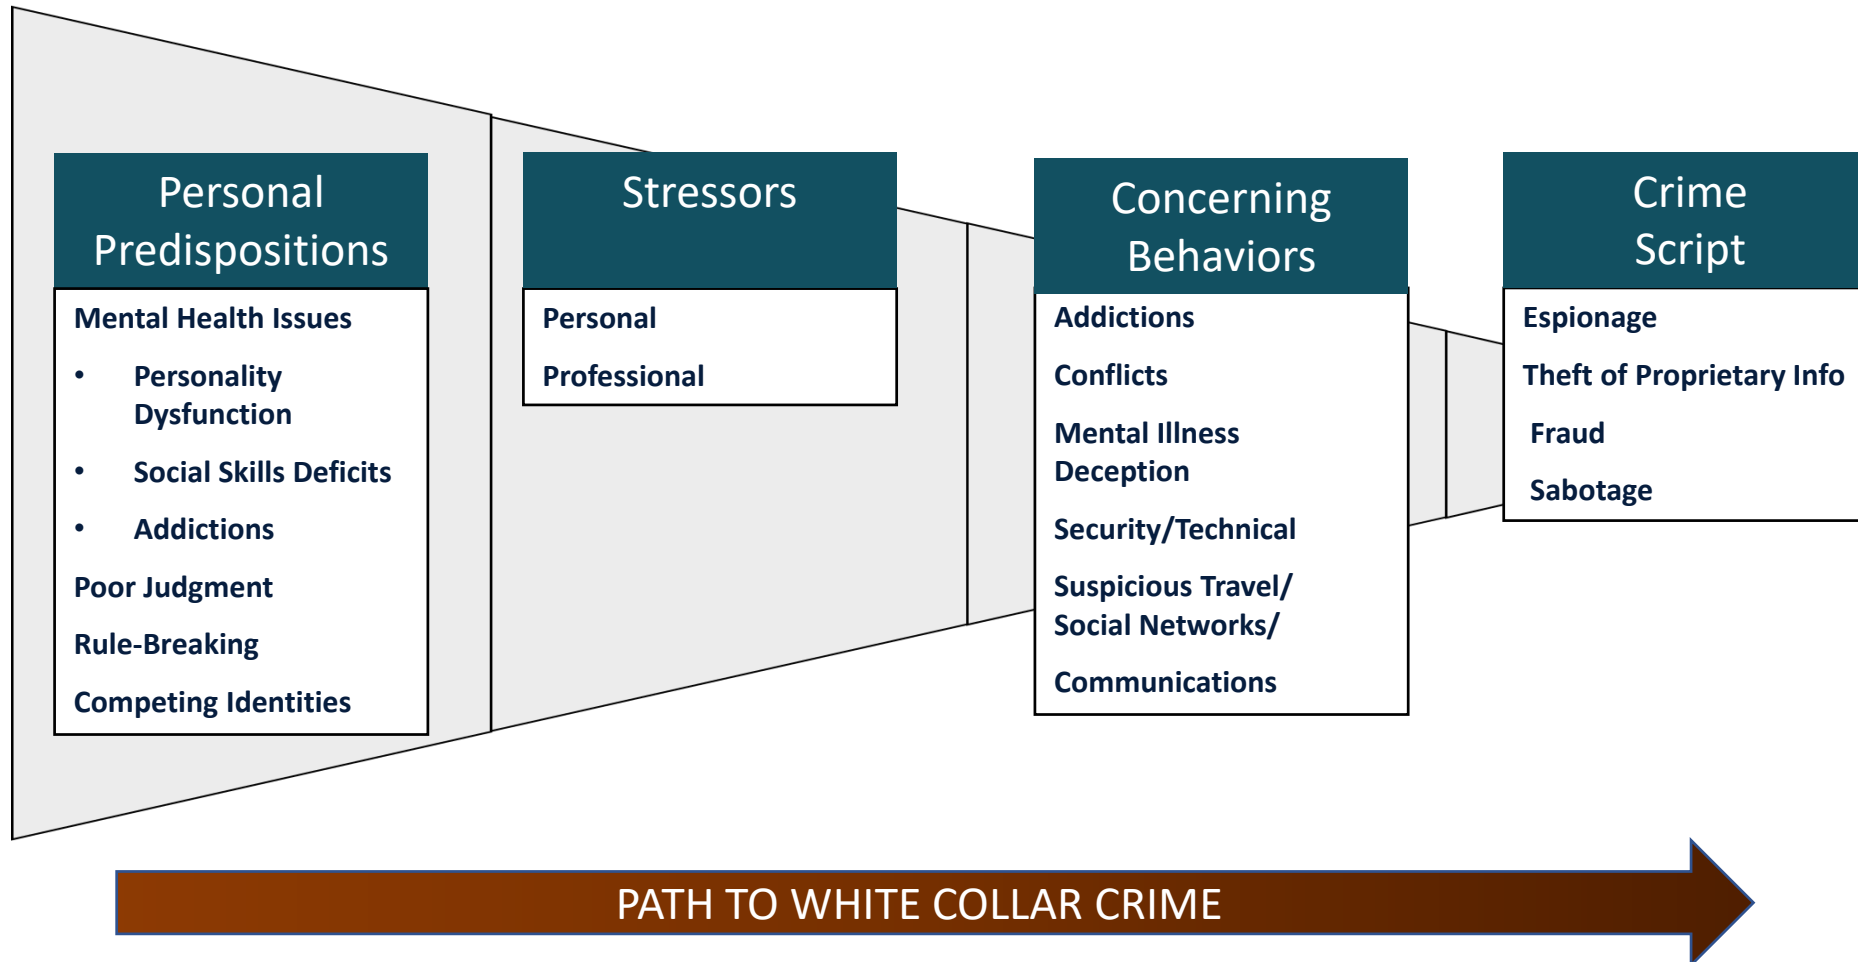 Personal
Predispositions
Mental Health Issues
• Personality
Dysfunction
• Social Skills Deficits
• Addictions
Poor Judgment
Rule-Breaking
Competing Identities
Stressors
Personal
Professional
Concerning
Behaviors
Addictions
Conflicts
Mental Illness
Deception
Security/Technical
Suspicious Travel/
Social Networks/
Communications
Crime
Script
Espionage
Theft of Proprietary Info
Fraud
Sabotage
PATH TO WHITE COLLAR CRIME